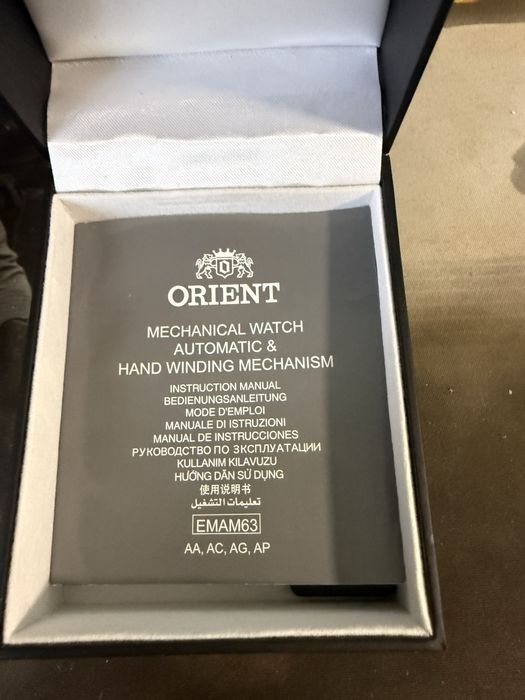 ORIENT
MECHANICAL WATCH
AUTOMATIC &
HAND WINDING MECHANISM
INSTRUCTION MANUAL
BEDIENUNGSANLEITUNG
MODE D'EMPLOI
MANUALE DI ISTRUZIONI
MANUAL DE INSTRUCCIONES
РУКОВОДСТВО ПО ЗКСПЛУАТАЦИИ
KULLANIM KILAVUZU
HƯỚNG DẪN SỬ DỤNG
使用说明书
تعليمات التشغيل
EMAM63
AA, AC, AG, AP